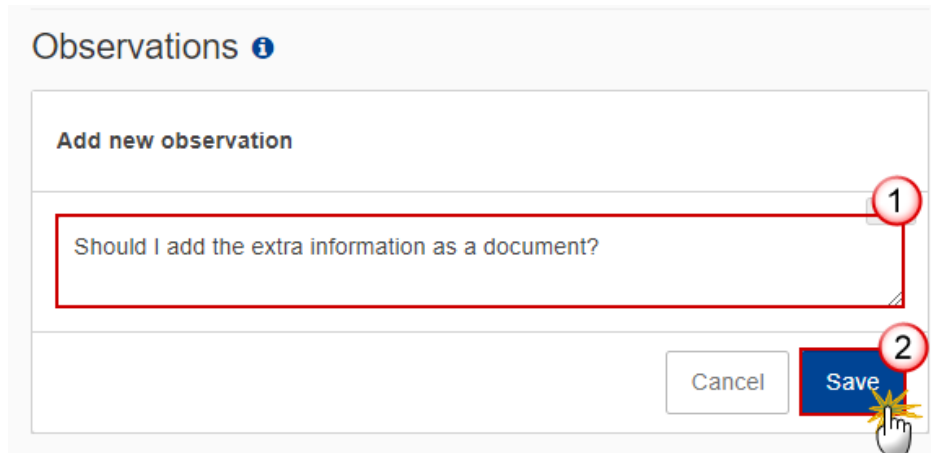 Observations
Add new observation
1
Should I add the extra information as a document?
2
Cancel
Save